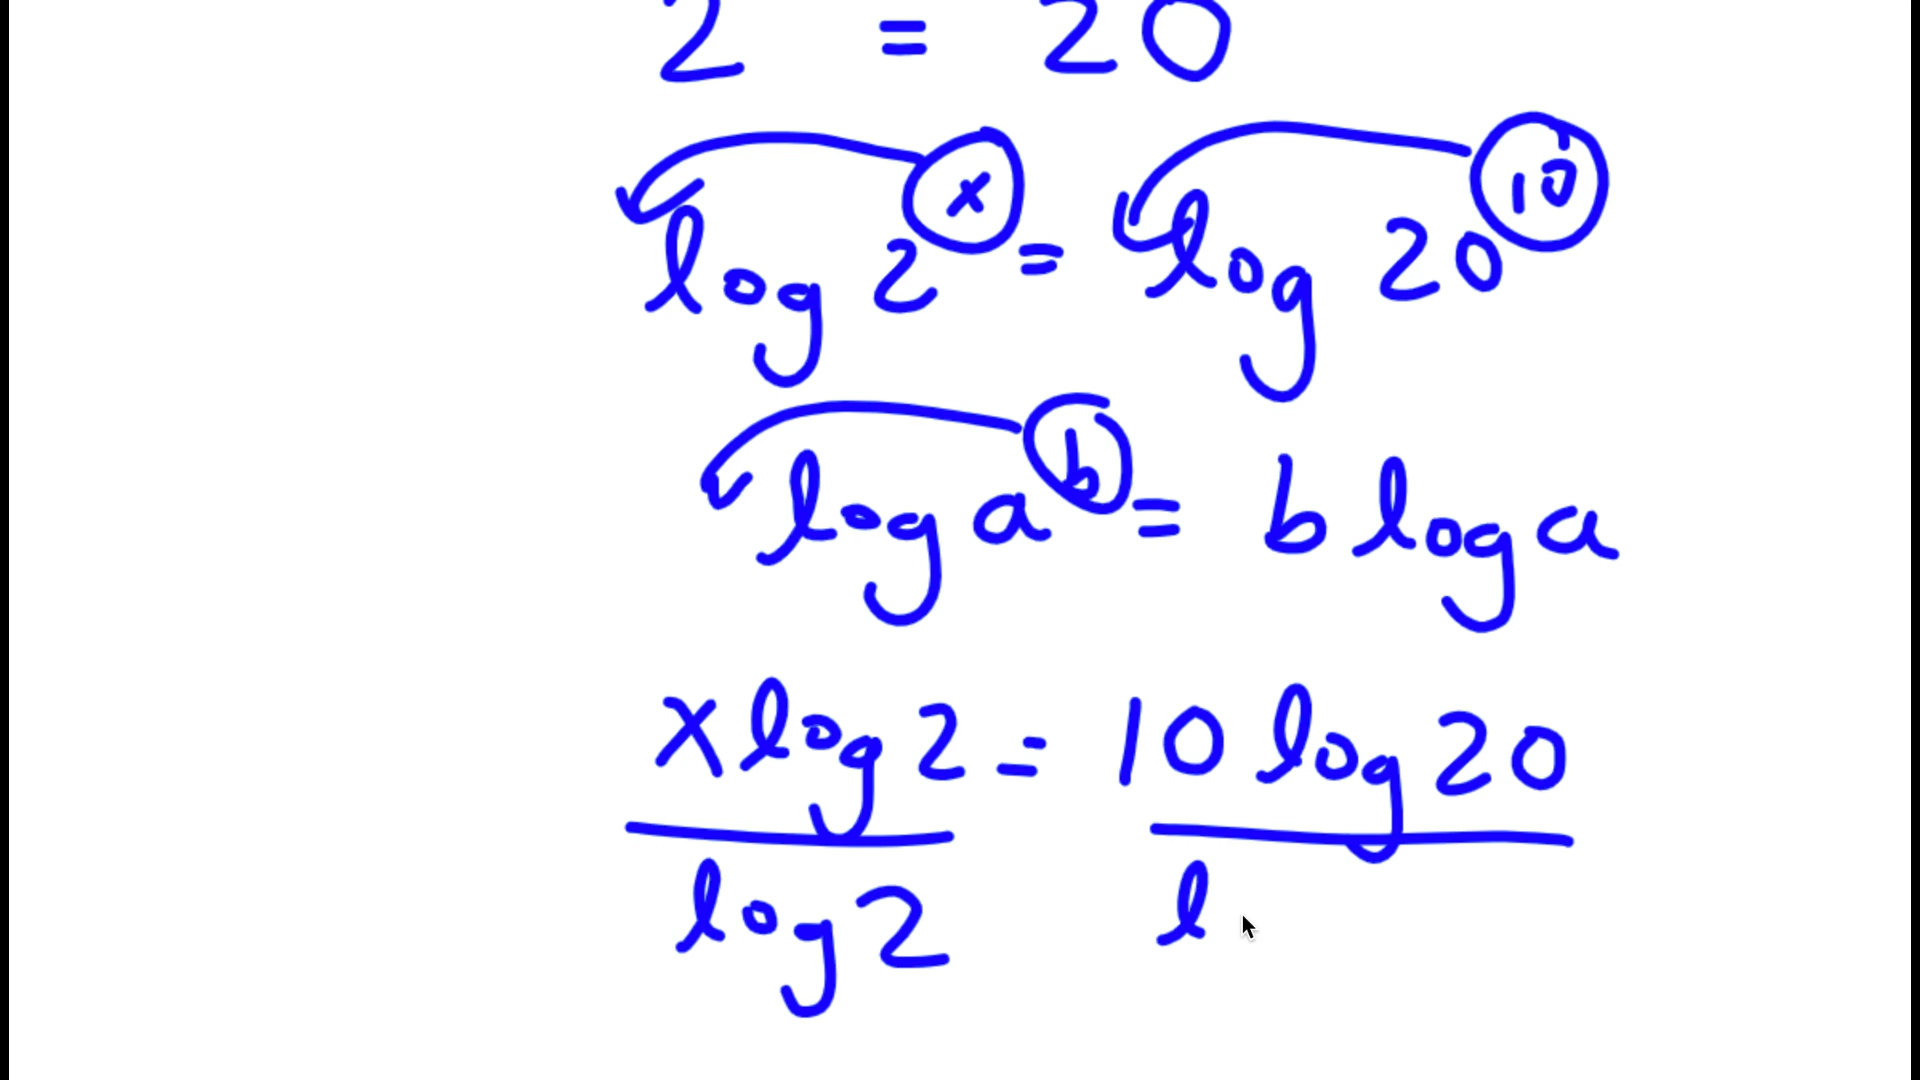 2 = 20
log 2^x = log 20^10
log a^b = b log a
x log 2 = 10 log 20
log 2 l